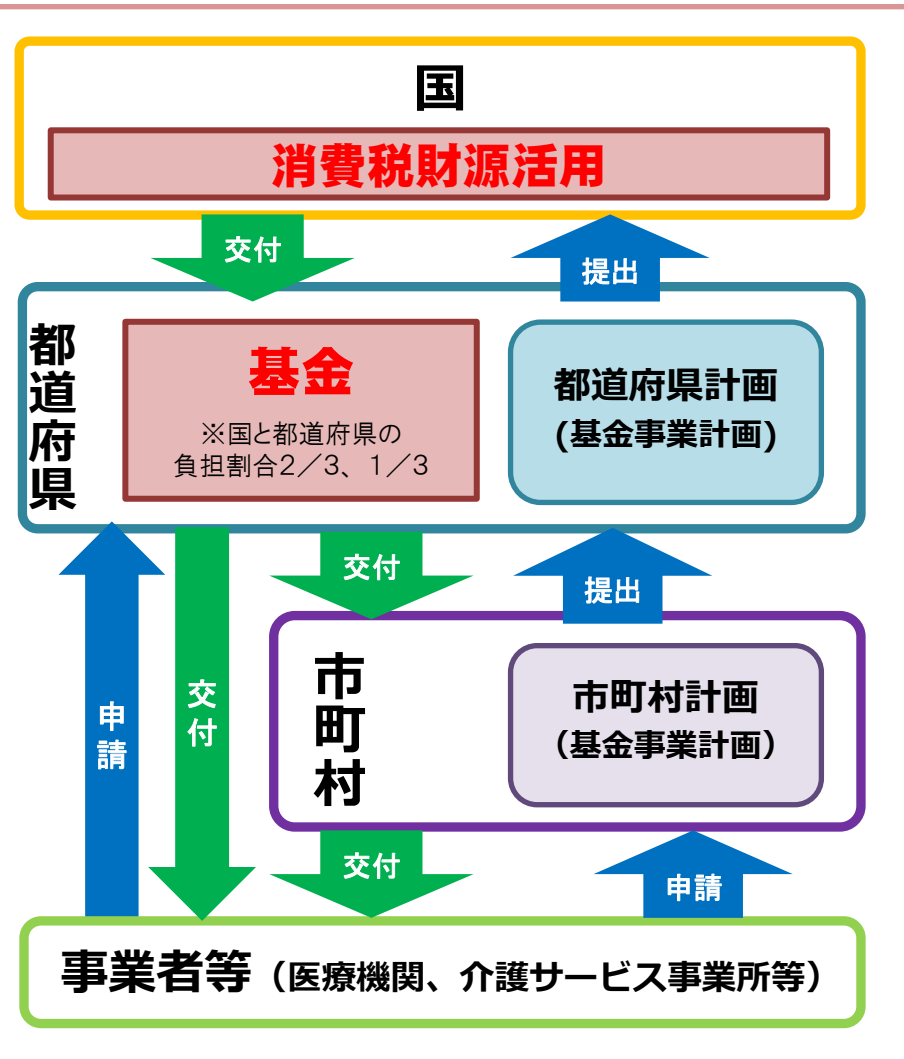 国
消費税財源活用
交付
提出
都道府県
基金
※国と都道府県の
負担割合2／3、1／3
都道府県計画
(基金事業計画)
交付
提出
申請
交付
市町村
市町村計画
（基金事業計画）
交付
申請
事業者等（医療機関、介護サービス事業所等）